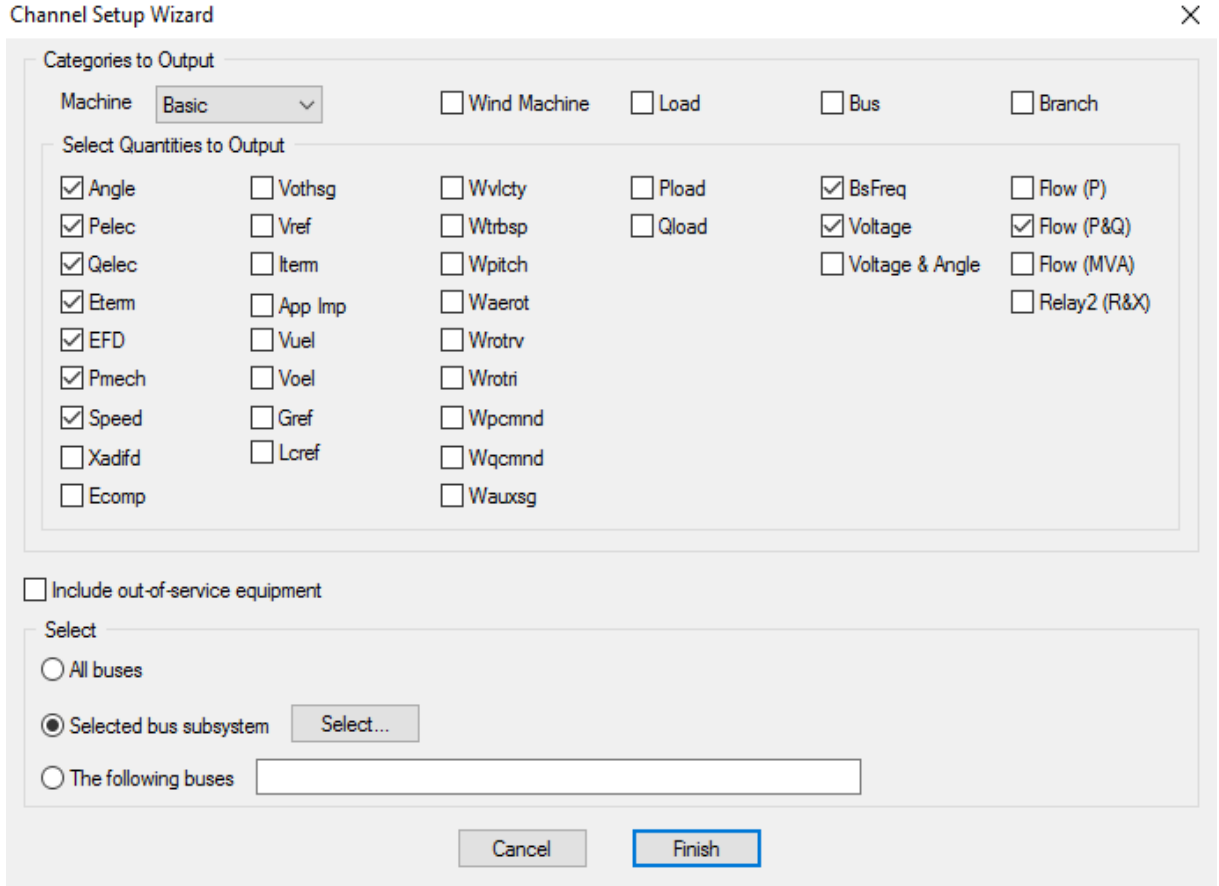 Channel Setup Wizard
Categories to Output
Machine Basic Wind Machine Load Bus Branch
Select Quantities to Output
Angle Vothsg Wvlcty Pload BsFreq Flow (P)
Pelec Vref Wtrbsp Qload Voltage Flow (P&Q)
Qelec Iterm Wpitch Voltage & Angle Flow (MVA)
Eterm App Imp Waerot Relay2 (R&X)
EFD Vuel Wrotrv
Pmech Voel Wrotri
Speed Gref Wpcmnd
Xadifd Lcref Wqcmnd
Ecomp Wauxsg
Include out-of-service equipment
Select
All buses
Selected bus subsystem Select...
The following buses
Cancel Finish